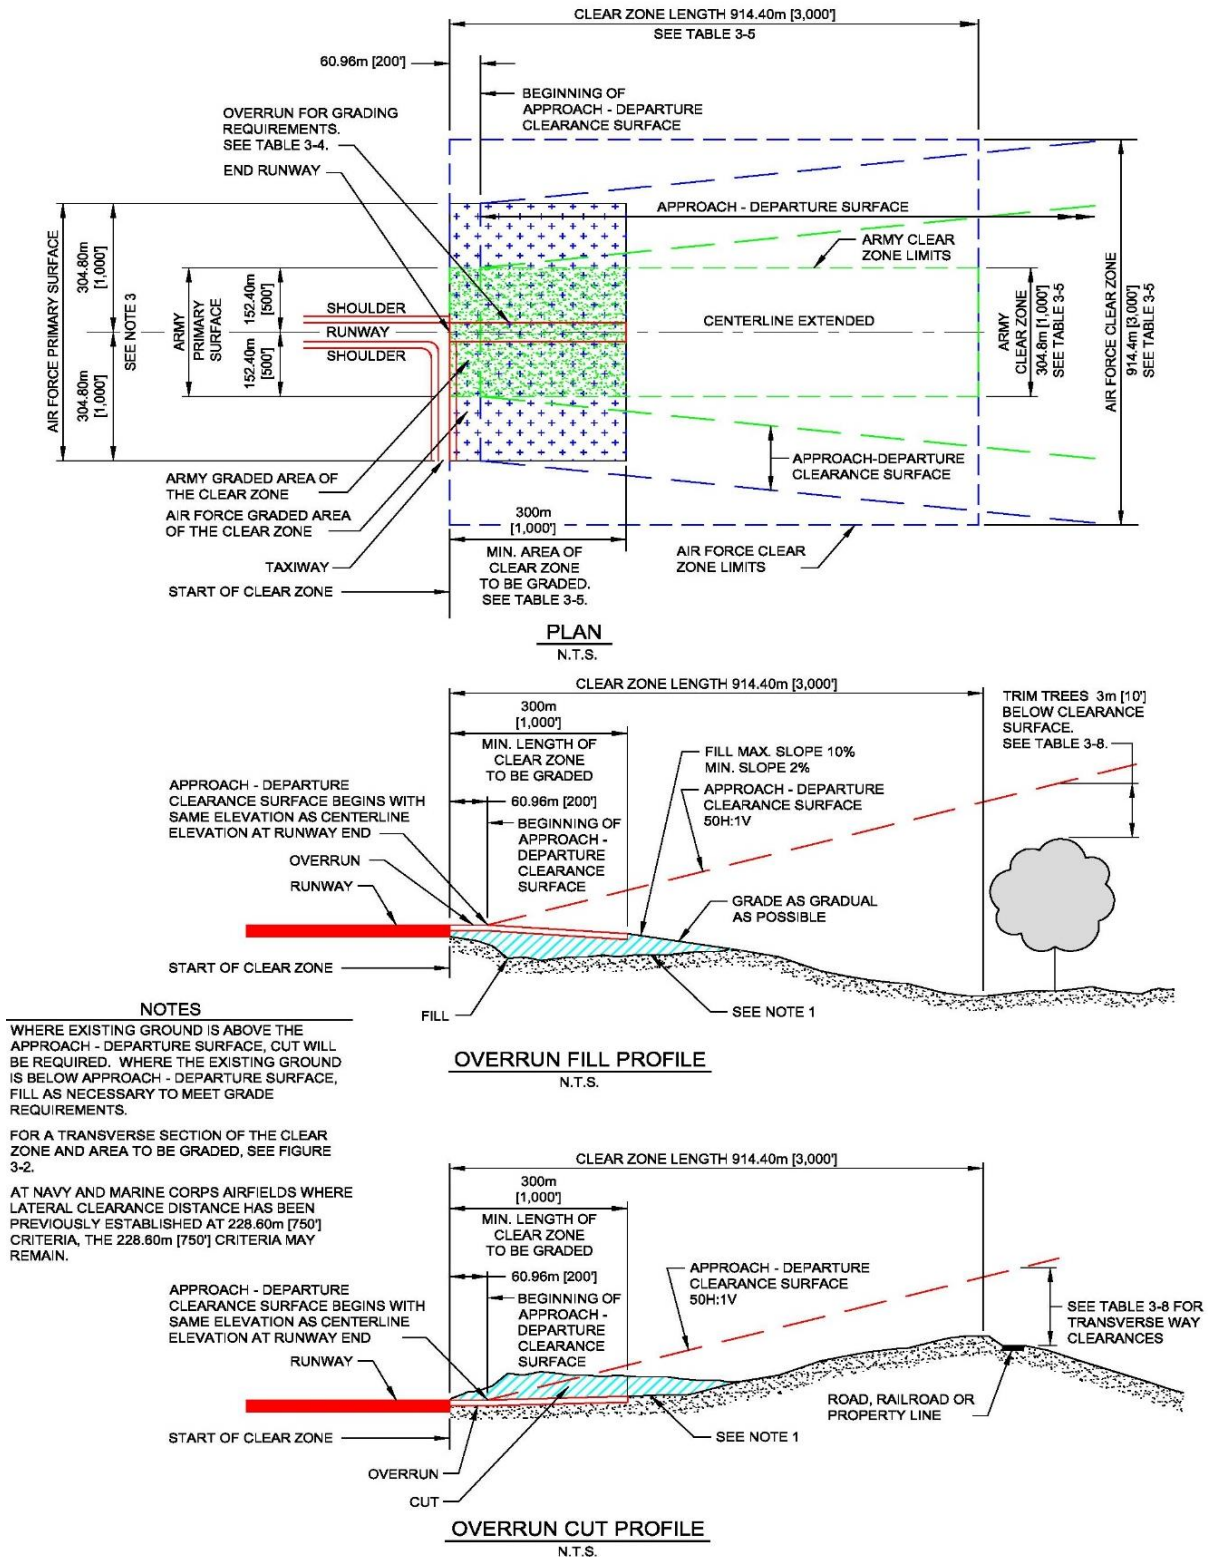 CLEAR ZONE LENGTH 914.40m [3,000']
SEE TABLE 3-5
60.96m [200']
BEGINNING OF
APPROACH - DEPARTURE
CLEARANCE SURFACE
OVERRUN FOR GRADING
REQUIREMENTS.
SEE TABLE 3-4.
END RUNWAY
APPROACH - DEPARTURE SURFACE
ARMY CLEAR
ZONE LIMITS
AIR FORCE PRIMARY SURFACE
304.80m
[1,000']
304.80m
[1,000']
SEE NOTE 3
ARMY
PRIMARY
SURFACE
152.40m
[500']
152.40m
[500']
SHOULDER
RUNWAY
SHOULDER
CENTERLINE EXTENDED
ARMY
CLEAR ZONE
304.8m [1,000']
SEE TABLE 3-5
AIR FORCE CLEAR ZONE
914.4m [3,000']
SEE TABLE 3-5
APPROACH-DEPARTURE
CLEARANCE SURFACE
ARMY GRADED AREA OF
THE CLEAR ZONE
AIR FORCE GRADED AREA
OF THE CLEAR ZONE
TAXIWAY
START OF CLEAR ZONE
300m
[1,000']
MIN. AREA OF
CLEAR ZONE
TO BE GRADED.
SEE TABLE 3-5.
AIR FORCE CLEAR
ZONE LIMITS
PLAN
N.T.S.
CLEAR ZONE LENGTH 914.40m [3,000']
300m
[1,000']
MIN. LENGTH OF
CLEAR ZONE
TO BE GRADED
TRIM TREES 3m [10']
BELOW CLEARANCE
SURFACE.
SEE TABLE 3-8.
FILL MAX. SLOPE 10%
MIN. SLOPE 2%
APPROACH - DEPARTURE
CLEARANCE SURFACE
50H:1V
APPROACH - DEPARTURE
CLEARANCE SURFACE BEGINS WITH
SAME ELEVATION AS CENTERLINE
ELEVATION AT RUNWAY END
60.96m [200']
BEGINNING OF
APPROACH -
DEPARTURE
CLEARANCE
SURFACE
OVERRUN
RUNWAY
GRADE AS GRADUAL
AS POSSIBLE
START OF CLEAR ZONE
FILL
SEE NOTE 1
OVERRUN FILL PROFILE
N.T.S.
NOTES
WHERE EXISTING GROUND IS ABOVE THE
APPROACH - DEPARTURE SURFACE, CUT WILL
BE REQUIRED. WHERE THE EXISTING GROUND
IS BELOW APPROACH - DEPARTURE SURFACE,
FILL AS NECESSARY TO MEET GRADE
REQUIREMENTS.
FOR A TRANSVERSE SECTION OF THE CLEAR
ZONE AND AREA TO BE GRADED, SEE FIGURE
3-2.
AT NAVY AND MARINE CORPS AIRFIELDS WHERE
LATERAL CLEARANCE DISTANCE HAS BEEN
PREVIOUSLY ESTABLISHED AT 228.60m [750']
CRITERIA, THE 228.60m [750'] CRITERIA MAY
REMAIN.
CLEAR ZONE LENGTH 914.40m [3,000']
300m
[1,000']
MIN. LENGTH OF
CLEAR ZONE
TO BE GRADED
60.96m [200']
BEGINNING OF
APPROACH -
DEPARTURE
CLEARANCE
SURFACE
APPROACH - DEPARTURE
CLEARANCE SURFACE
50H:1V
APPROACH - DEPARTURE
CLEARANCE SURFACE BEGINS WITH
SAME ELEVATION AS CENTERLINE
ELEVATION AT RUNWAY END
RUNWAY
SEE TABLE 3-8 FOR
TRANSVERSE WAY
CLEARANCES
ROAD, RAILROAD OR
PROPERTY LINE
START OF CLEAR ZONE
SEE NOTE 1
OVERRUN
CUT
OVERRUN CUT PROFILE
N.T.S.